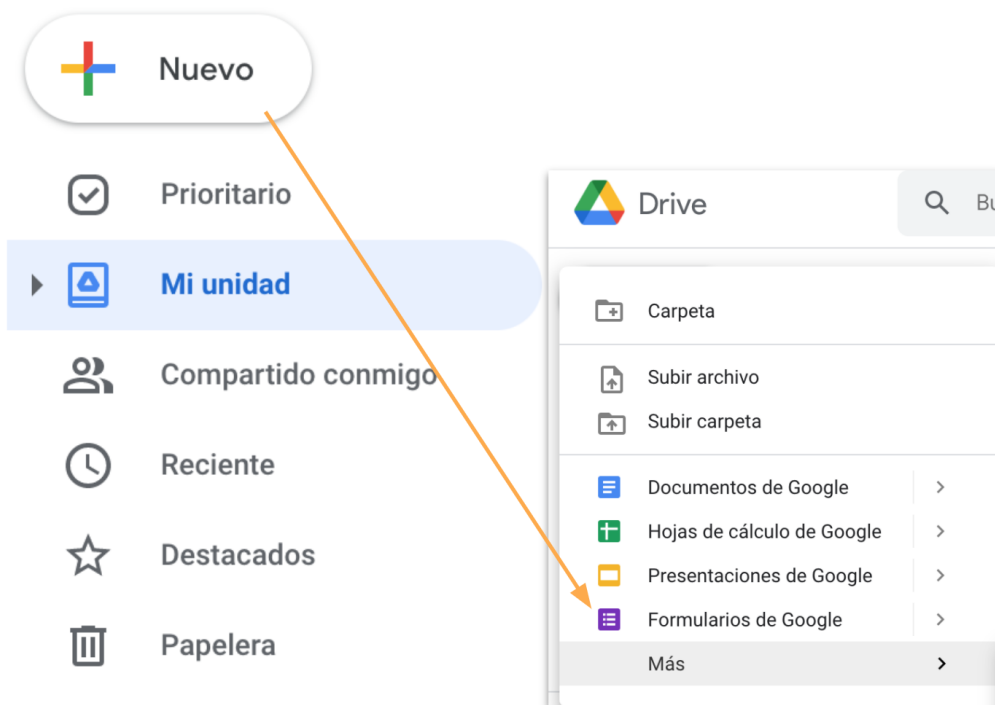 Nuevo
Prioritario
Mi unidad
Compartido conmigo
Reciente
Destacados
Papelera
Drive
Carpeta
Subir archivo
Subir carpeta
Documentos de Google
Hojas de cálculo de Google
Presentaciones de Google
Formularios de Google
Más